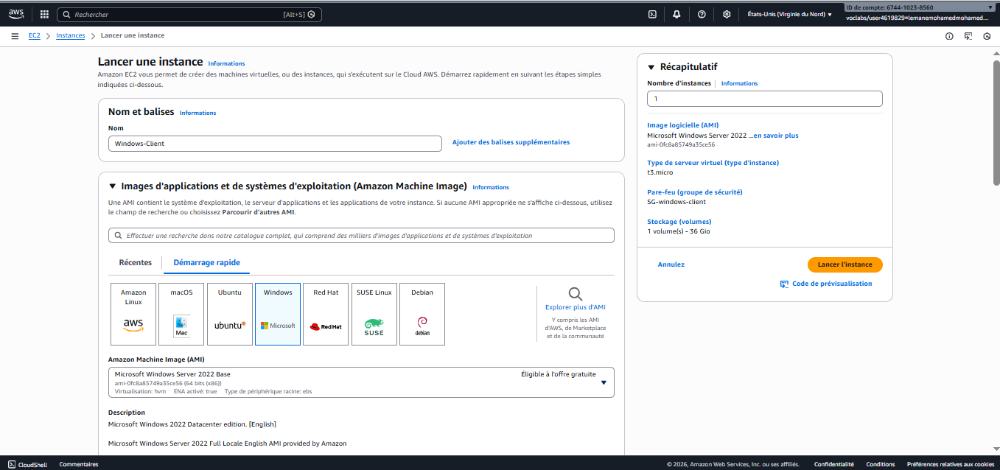 aws
Rechercher
[Alt+S]
États-Unis (Virginie du Nord)
ID de compte: 6744-1023-8560
voclabs/user4619829=lemanemohamedmohamed...
EC2
Instances
Lancer une instance
Lancer une instance Informations
Amazon EC2 vous permet de créer des machines virtuelles, ou des instances, qui s'exécutent sur le Cloud AWS. Démarrez rapidement en suivant les étapes simples
indiquées ci-dessous.
Nom et balises Informations
Nom
Windows-Client
Ajouter des balises supplémentaires
Images d'applications et de systèmes d'exploitation (Amazon Machine Image) Informations
Une AMI contient le système d'exploitation, le serveur d'applications et les applications de votre instance. Si aucune AMI appropriée ne s'affiche ci-dessous, utilisez
le champ de recherche ou choisissez Parcourir d'autres AMI.
Effectuer une recherche dans notre catalogue complet, qui comprend des milliers d'images d'applications et de systèmes d'exploitation
Récentes
Démarrage rapide
Amazon
Linux
aws
macOS
Mac
Ubuntu
ubuntu
Windows
Microsoft
Red Hat
Red Hat
SUSE Linux
SUSE
Debian
debian
Explorer plus d'AMI
Y compris les AMI
d'AWS, de Marketplace
et de la communauté
Amazon Machine Image (AMI)
Microsoft Windows Server 2022 Base
Éligible à l'offre gratuite
ami-0fc8a85749a35ce56 (64 bits (x86))
Virtualisation: hvm ENA activé: true Type de périphérique racine: ebs
Description
Microsoft Windows 2022 Datacenter edition. [English]
Microsoft Windows Server 2022 Full Locale English AMI provided by Amazon
Récapitulatif
Nombre d'instances Informations
1
Image logicielle (AMI)
Microsoft Windows Server 2022 ...en savoir plus
ami-0fc8a85749a35ce56
Type de serveur virtuel (type d'instance)
t3.micro
Pare-feu (groupe de sécurité)
SG-windows-client
Stockage (volumes)
1 volume(s) - 36 Gio
Annulez
Lancer l'instance
Code de prévisualisation
CloudShell
Commentaires
© 2026, Amazon Web Services, Inc. ou ses affiliés.
Confidentialité
Conditions
Préférences relatives aux cookies